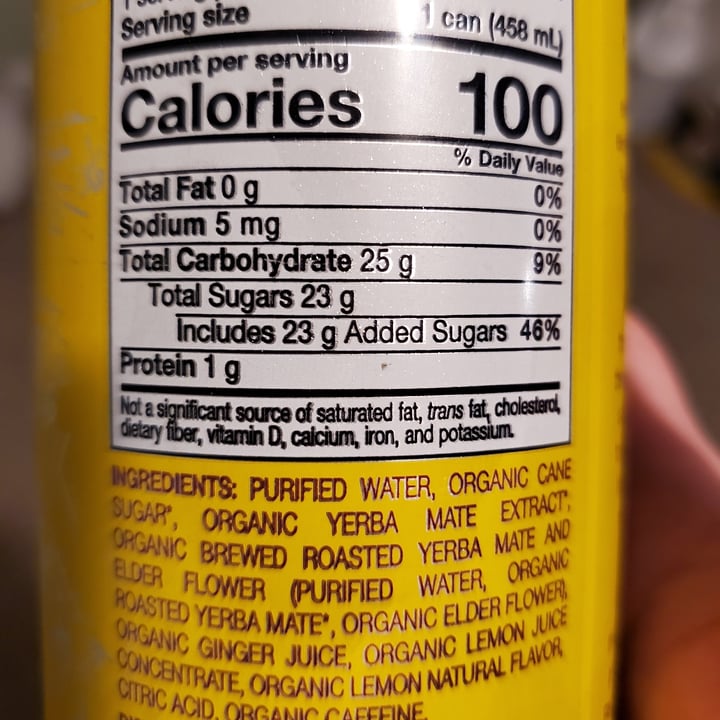 Serving size 1 can (458 mL)
Amount per serving
Calories 100
% Daily Value
Total Fat 0 g 0%
Sodium 5 mg 0%
Total Carbohydrate 25 g 9%
Total Sugars 23 g
Includes 23 g Added Sugars 46%
Protein 1 g
Not a significant source of saturated fat, trans fat, cholesterol,
dietary fiber, vitamin D, calcium, iron, and potassium.
INGREDIENTS: PURIFIED WATER, ORGANIC CANE
SUGAR*, ORGANIC YERBA MATE EXTRACT*,
ORGANIC BREWED ROASTED YERBA MATE AND
ELDER FLOWER (PURIFIED WATER, ORGANIC
ROASTED YERBA MATE*, ORGANIC ELDER FLOWER),
ORGANIC GINGER JUICE, ORGANIC LEMON JUICE
CONCENTRATE, ORGANIC LEMON NATURAL FLAVOR,
CITRIC ACID, ORGANIC CAFFEINE.